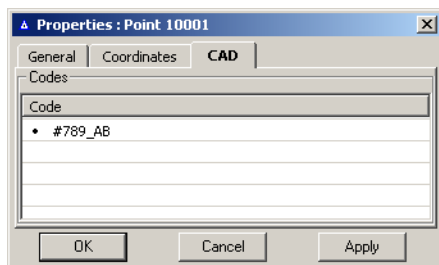 Properties : Point 10001
General Coordinates CAD
Codes
Code
• #789_AB
OK Cancel Apply